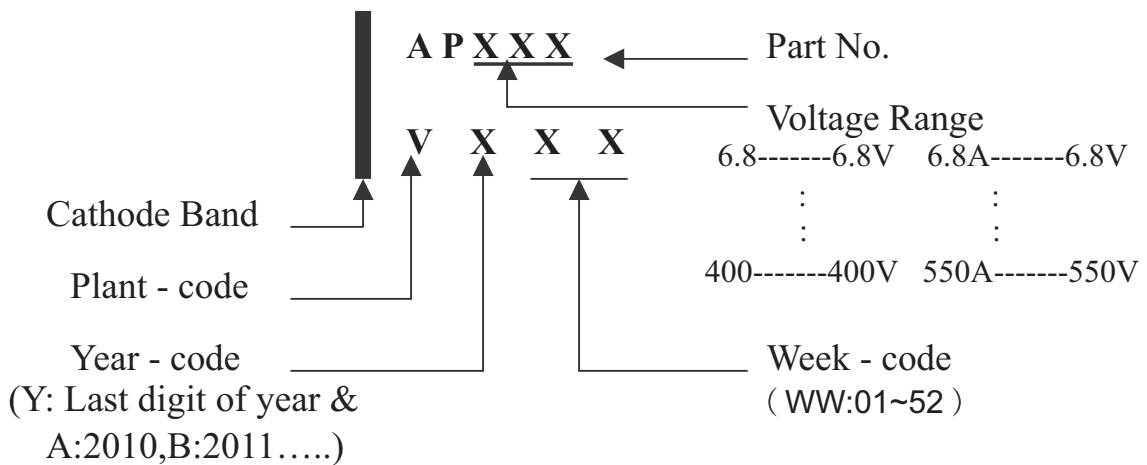 A P X X X
Part No.
Voltage Range
V X X X
6.8-------6.8V 6.8A-------6.8V
: :
: :
400-------400V 550A-------550V
Cathode Band
Plant - code
Year - code
(Y: Last digit of year &
A:2010,B:2011…..)
Week - code
（WW:01~52）